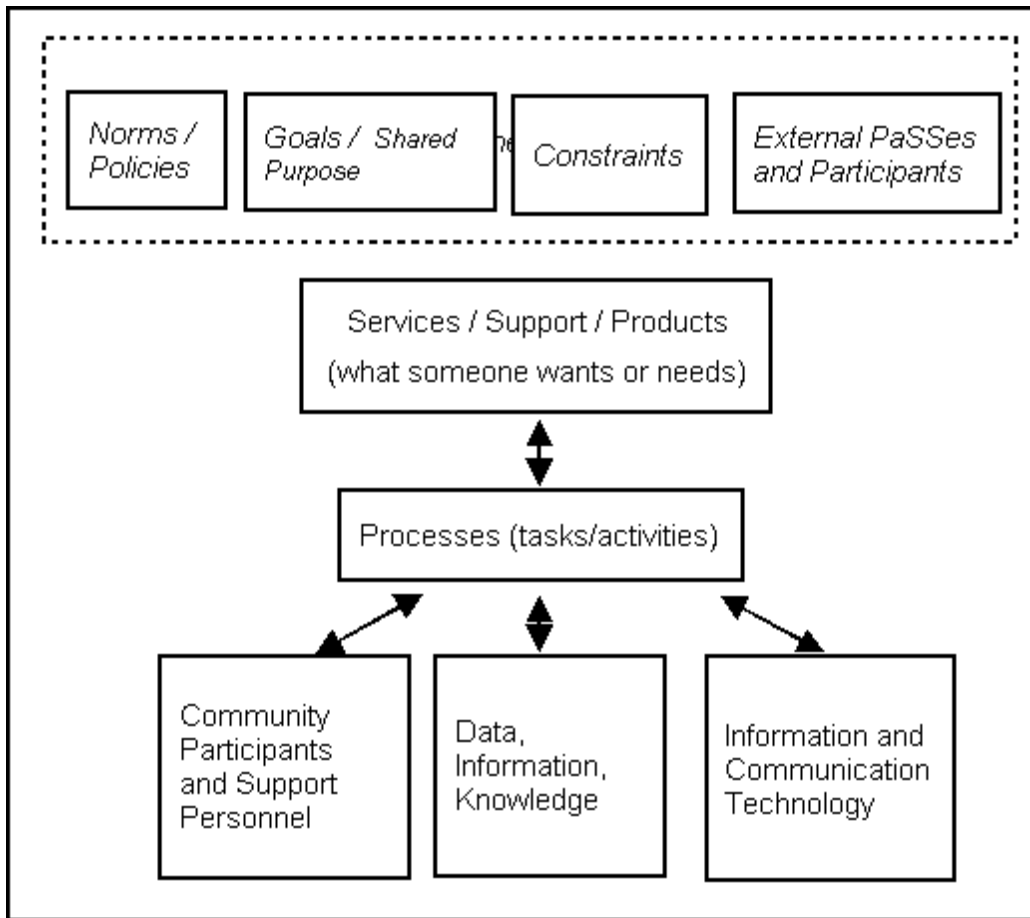 Norms /
Policies
Goals / Shared
Purpose
Constraints
External PaSSes
and Participants
Services / Support / Products
(what someone wants or needs)
Processes (tasks/activities)
Community
Participants
and Support
Personnel
Data,
Information,
Knowledge
Information and
Communication
Technology